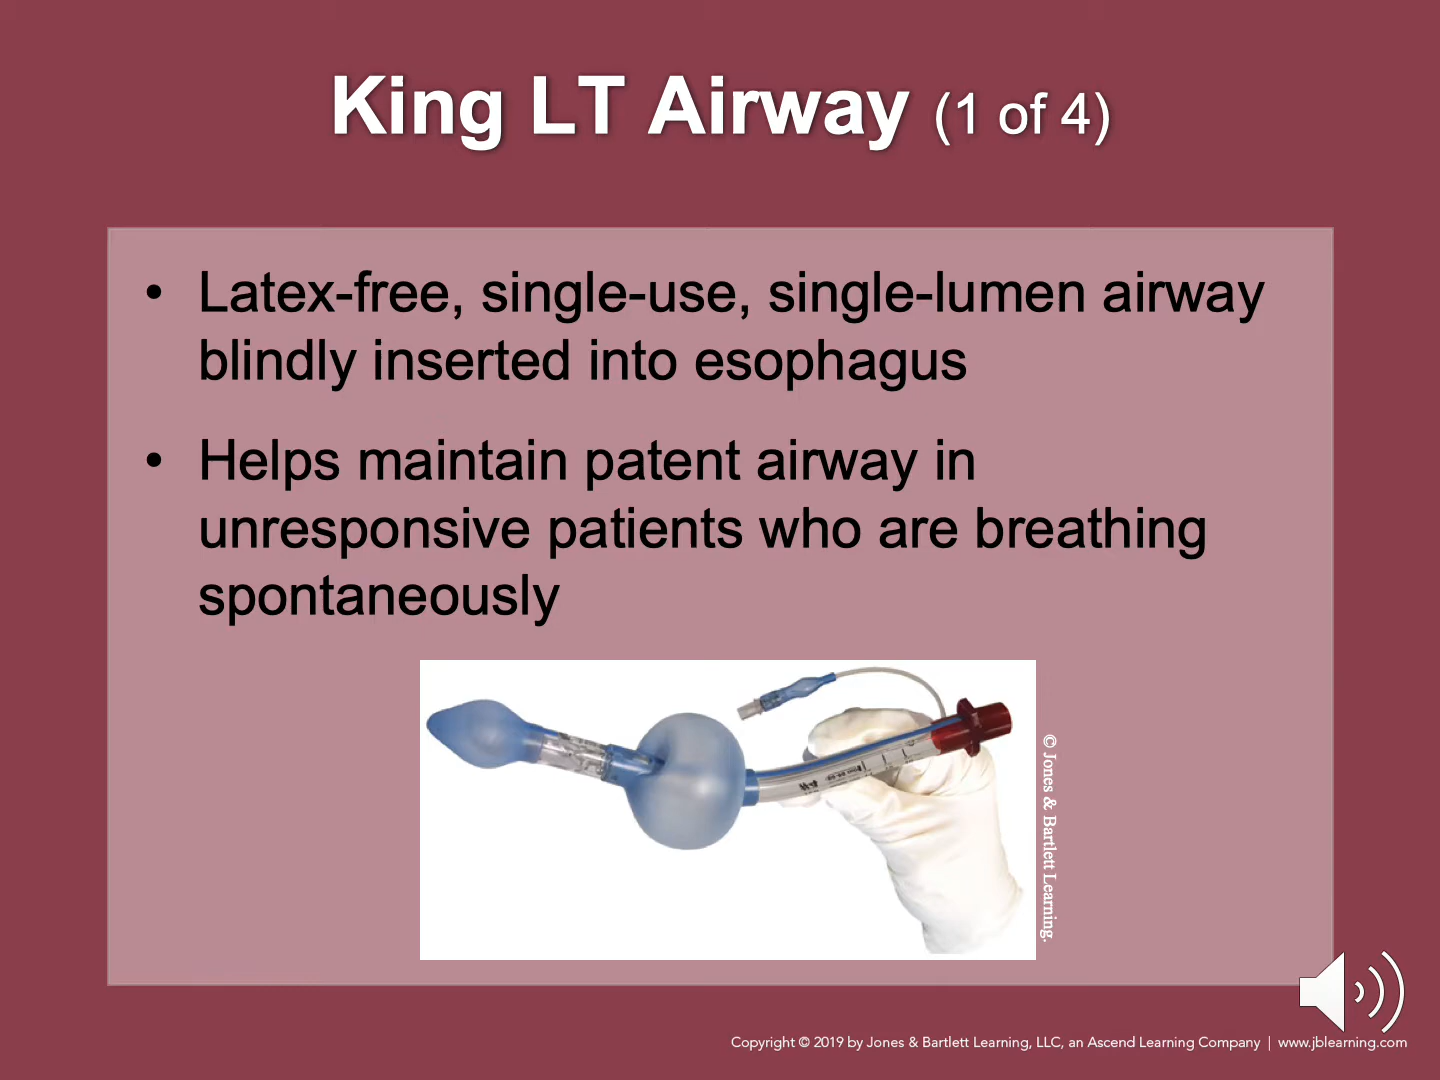 King LT Airway (1 of 4)
• Latex-free, single-use, single-lumen airway
blindly inserted into esophagus
• Helps maintain patent airway in
unresponsive patients who are breathing
spontaneously
© Jones & Bartlett Learning.
Copyright © 2019 by Jones & Bartlett Learning, LLC, an Ascend Learning Company | www.jblearning.com